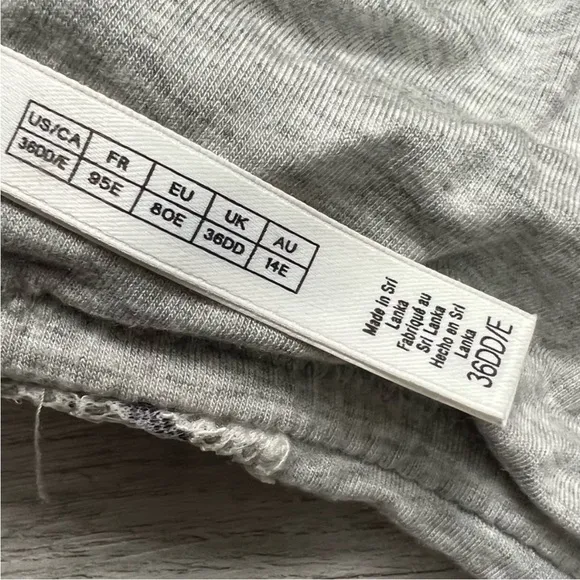 US/CA FR EU UK AU
36DD/E 95E 80E 36DD 14E
Made in Sri
Lanka
Fabriqué au
Sri Lanka
Hecho en Sri
Lanka
36DD/E